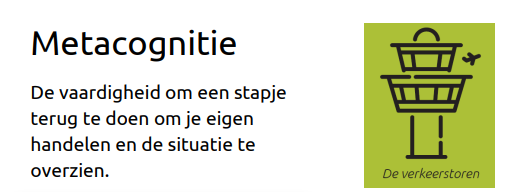 Metacognitie
De vaardigheid om een stapje
terug te doen om je eigen
handelen en de situatie te
overzien.
De verkeerstoren